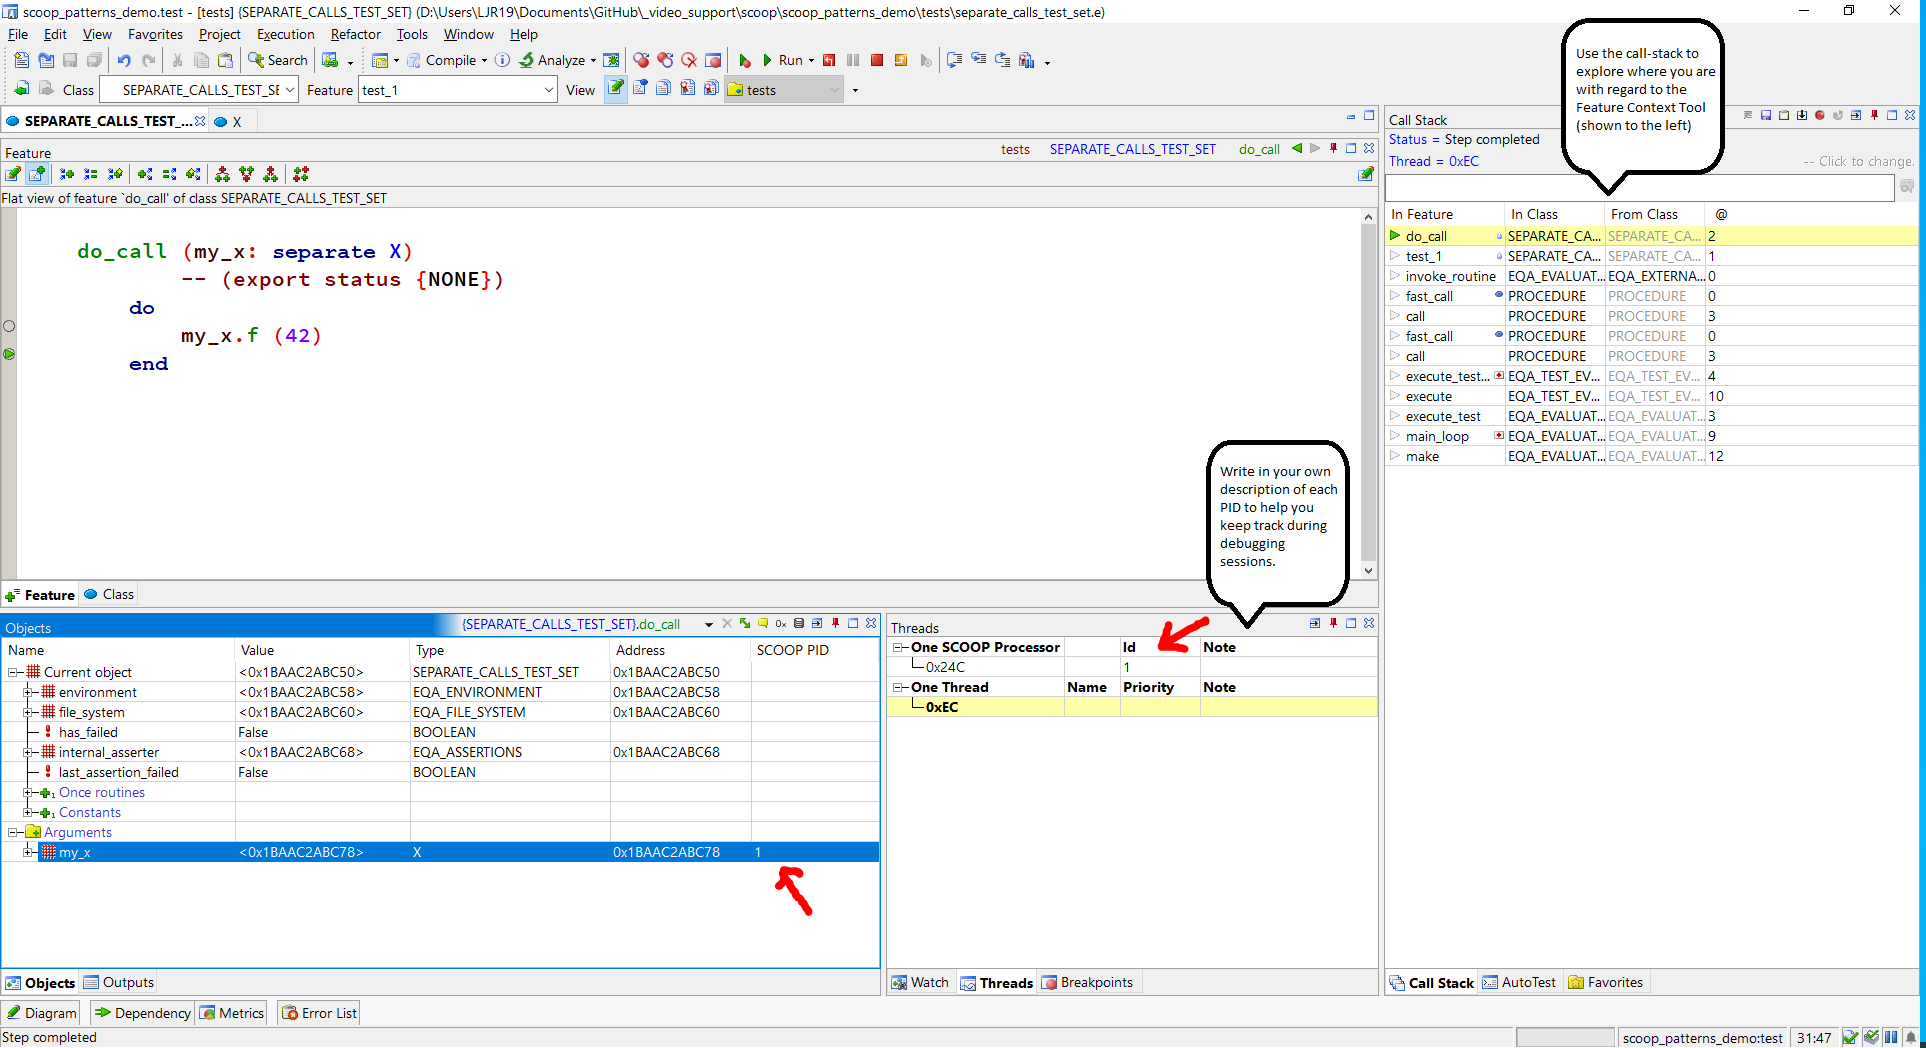 scoop_patterns_demo.test - [tests] {SEPARATE_CALLS_TEST_SET} (D:\Users\LJR19\Documents\GitHub\_video_support\scoop\scoop_patterns_demo\tests\separate_calls_test_set.e)
File Edit View Favorites Project Execution Refactor Tools Window Help
Search Compile Analyze Run
Class SEPARATE_CALLS_TEST_SE Feature test_1 View tests
SEPARATE_CALLS_TEST_... X
Feature tests SEPARATE_CALLS_TEST_SET do_call
Flat view of feature `do_call' of class SEPARATE_CALLS_TEST_SET
do_call (my_x: separate X)
-- (export status {NONE})
do
my_x.f (42)
end
Feature Class
Use the call-stack to
explore where you are
with regard to the
Feature Context Tool
(shown to the left)
Call Stack
Status = Step completed
Thread = 0xEC -- Click to change.
In Feature In Class From Class @
do_call SEPARATE_CA... SEPARATE_CA... 2
test_1 SEPARATE_CA... SEPARATE_CA... 1
invoke_routine EQA_EVALUAT... EQA_EXTERNA... 0
fast_call PROCEDURE PROCEDURE 0
call PROCEDURE PROCEDURE 3
fast_call PROCEDURE PROCEDURE 0
call PROCEDURE PROCEDURE 3
execute_test... EQA_TEST_EV... EQA_TEST_EV... 4
execute EQA_TEST_EV... EQA_TEST_EV... 10
execute_test EQA_EVALUAT... EQA_EVALUAT... 3
main_loop EQA_EVALUAT... EQA_EVALUAT... 9
make EQA_EVALUAT... EQA_EVALUAT... 12
Write in your own
description of each
PID to help you
keep track during
debugging
sessions.
Objects {SEPARATE_CALLS_TEST_SET}.do_call 0x
Name Value Type Address SCOOP PID
Current object <0x1BAAC2ABC50> SEPARATE_CALLS_TEST_SET 0x1BAAC2ABC50
environment <0x1BAAC2ABC58> EQA_ENVIRONMENT 0x1BAAC2ABC58
file_system <0x1BAAC2ABC60> EQA_FILE_SYSTEM 0x1BAAC2ABC60
has_failed False BOOLEAN
internal_asserter <0x1BAAC2ABC68> EQA_ASSERTIONS 0x1BAAC2ABC68
last_assertion_failed False BOOLEAN
Once routines
Constants
Arguments
my_x <0x1BAAC2ABC78> X 0x1BAAC2ABC78 1
Objects Outputs
Threads
One SCOOP Processor Id Note
0x24C 1
One Thread Name Priority Note
0xEC
Watch Threads Breakpoints
Call Stack AutoTest Favorites
Diagram Dependency Metrics Error List
Step completed scoop_patterns_demo:test 31:47